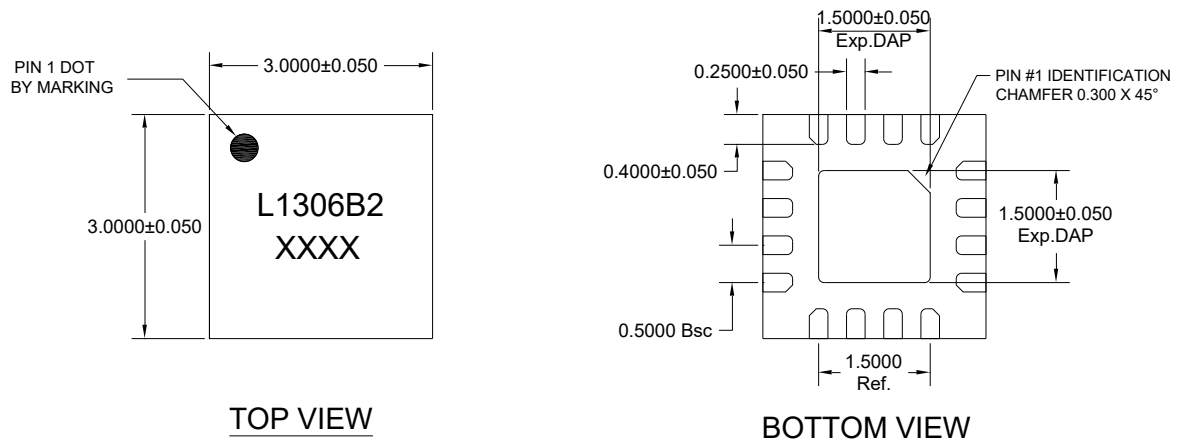 PIN 1 DOT
BY MARKING
3.0000±0.050
3.0000±0.050
L1306B2
XXXX
TOP VIEW
1.5000±0.050
Exp.DAP
0.2500±0.050
PIN #1 IDENTIFICATION
CHAMFER 0.300 X 45°
0.4000±0.050
1.5000±0.050
Exp.DAP
0.5000 Bsc
1.5000
Ref.
BOTTOM VIEW